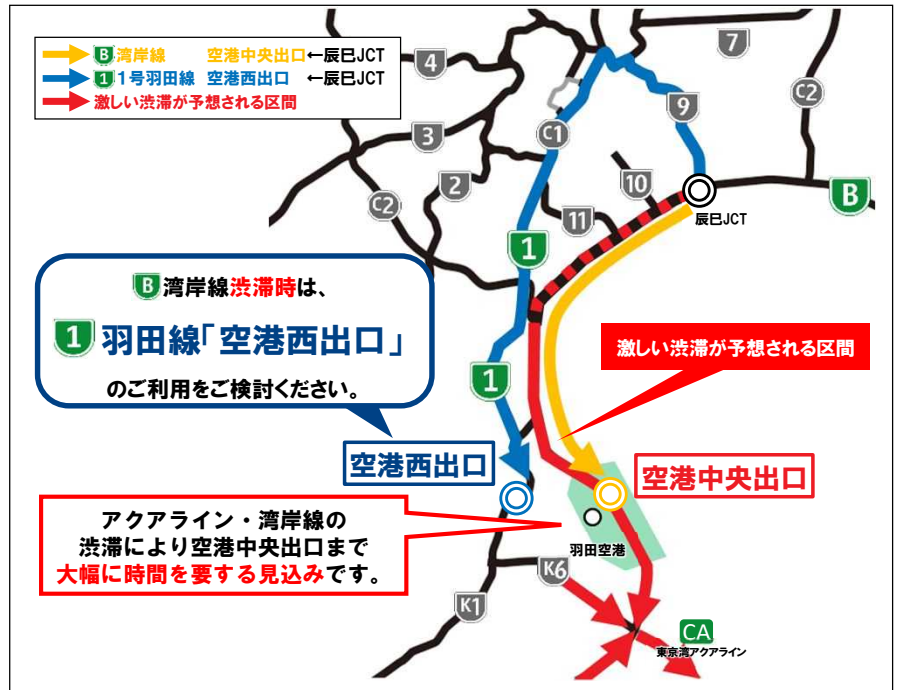 B 湾岸線 空港中央出口←辰巳JCT
1 1号羽田線 空港西出口 ←辰巳JCT
激しい渋滞が予想される区間
4
7
C2
3
C1
9
2
10
C2
11
B
辰巳JCT
1
B 湾岸線渋滞時は、
1 羽田線「空港西出口」
のご利用をご検討ください。
激しい渋滞が予想される区間
1
空港西出口
空港中央出口
アクアライン・湾岸線の
渋滞により空港中央出口まで
大幅に時間を要する見込みです。
羽田空港
K6
K1
CA
東京湾アクアライン